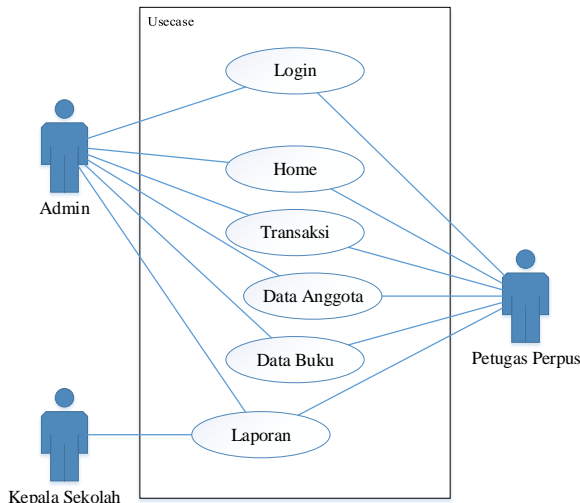 Usecase
Login
Home
Admin
Transaksi
Data Anggota
Data Buku
Petugas Perpus
Laporan
Kepala Sekolah